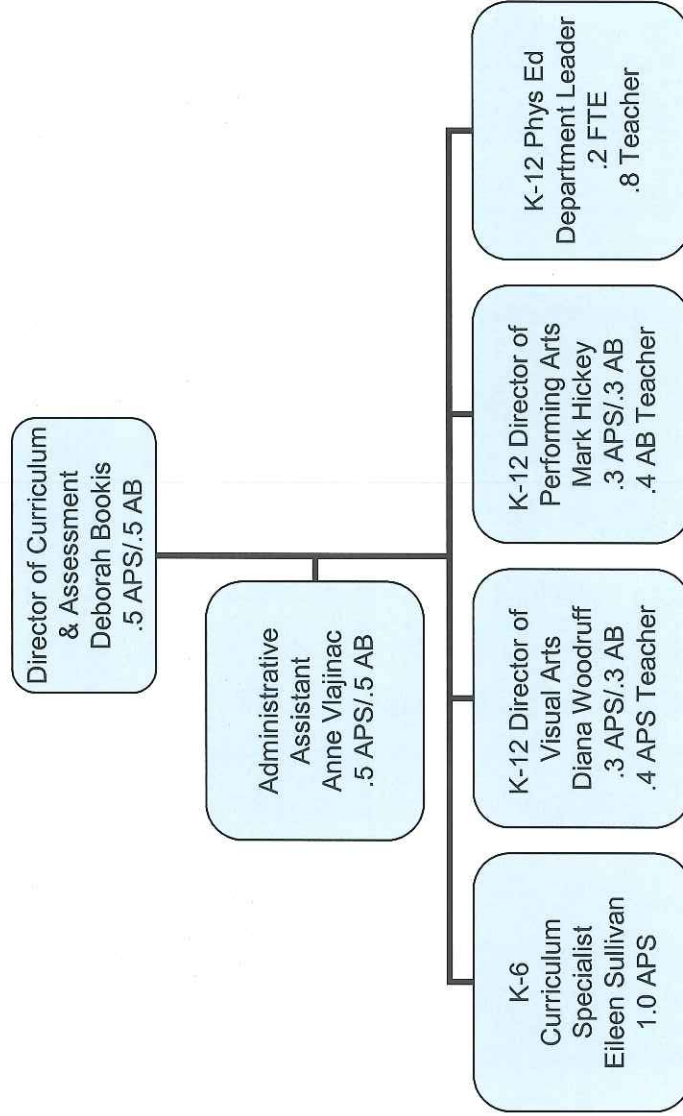 Director of Curriculum
& Assessment
Deborah Bookis
.5 APS/.5 AB
Administrative
Assistant
Anne Vlajinac
.5 APS/.5 AB
K-6
Curriculum
Specialist
Eileen Sullivan
1.0 APS
K-12 Director of
Visual Arts
Diana Woodruff
.3 APS/.3 AB
.4 APS Teacher
K-12 Director of
Performing Arts
Mark Hickey
.3 APS/.3 AB
.4 AB Teacher
K-12 Phys Ed
Department Leader
.2 FTE
.8 Teacher